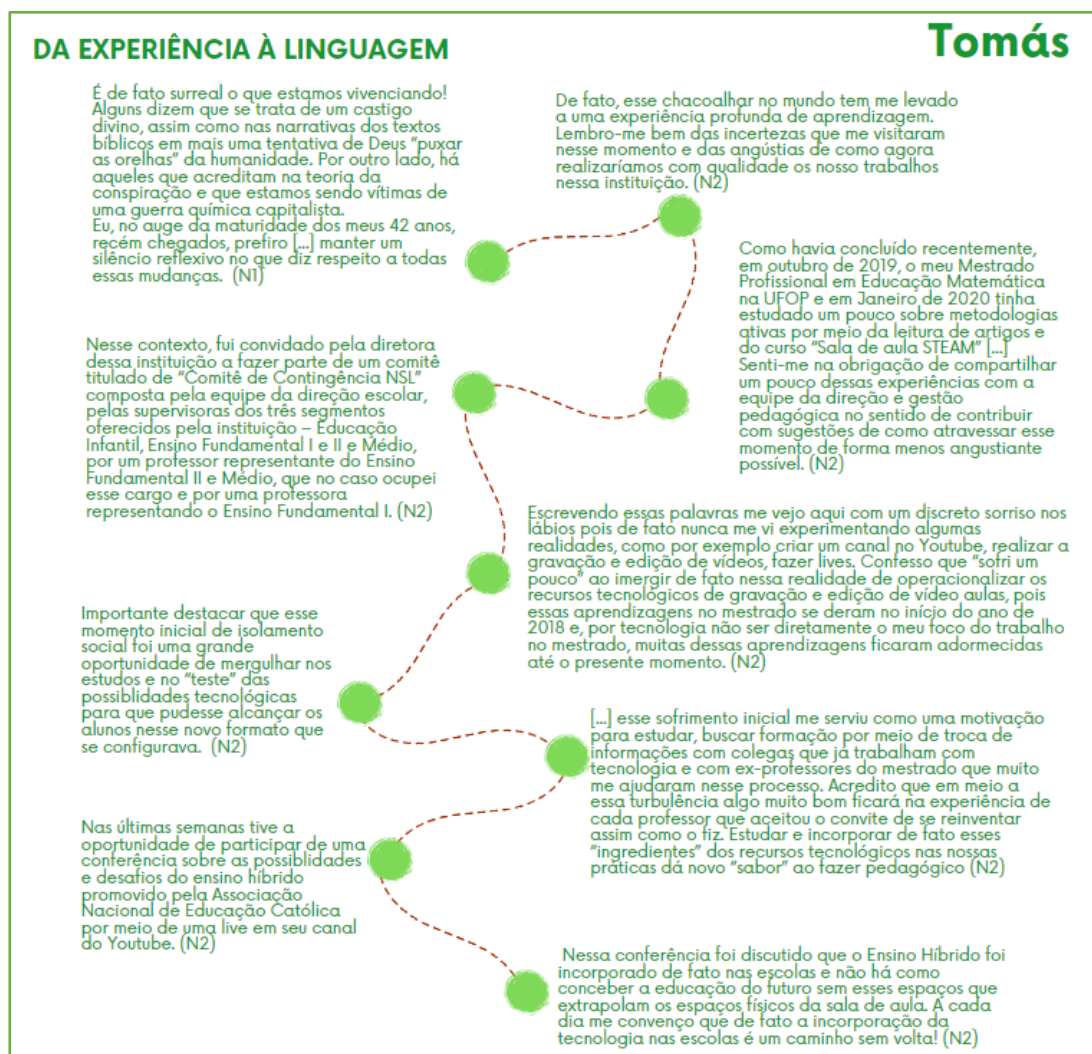 DA EXPERIÊNCIA À LINGUAGEM
Tomás
É de fato surreal o que estamos vivenciando!
Alguns dizem que se trata de um castigo
divino, assim como nas narrativas dos textos
bíblicos em mais uma tentativa de Deus “puxar
as orelhas” da humanidade. Por outro lado, há
aqueles que acreditam na teoria da
conspiração e que estamos sendo vítimas de
uma guerra química capitalista.
Eu, no auge da maturidade dos meus 42 anos,
recém chegados, prefiro [...] manter um
silêncio reflexivo no que diz respeito a todas
essas mudanças. (N1)
De fato, esse chacoalhar no mundo tem me levado
a uma experiência profunda de aprendizagem.
Lembro-me bem das incertezas que me visitaram
nesse momento e das angústias de como agora
realizaríamos com qualidade os nosso trabalhos
nessa instituição. (N2)
Como havia concluído recentemente,
em outubro de 2019, o meu Mestrado
Profissional em Educação Matemática
na UFOP e em Janeiro de 2020 tinha
estudado um pouco sobre metodologias
ativas por meio da leitura de artigos e
do curso “Sala de aula STEAM” [...]
Senti-me na obrigação de compartilhar
um pouco dessas experiências com a
equipe da direção e gestão
pedagógica no sentido de contribuir
com sugestões de como atravessar esse
momento de forma menos angustiante
possível. (N2)
Nesse contexto, fui convidado pela diretora
dessa instituição a fazer parte de um comitê
titulado de “Comitê de Contingência NSL”
composta pela equipe da direção escolar,
pelas supervisoras dos três segmentos
oferecidos pela instituição – Educação
Infantil, Ensino Fundamental I e II e Médio,
por um professor representante do Ensino
Fundamental II e Médio, que no caso ocupei
esse cargo e por uma professora
representando o Ensino Fundamental I. (N2)
Escrevendo essas palavras me vejo aqui com um discreto sorriso nos
lábios pois de fato nunca me vi experimentando algumas
realidades, como por exemplo criar um canal no Youtube, realizar a
gravação e edição de vídeos, fazer lives. Confesso que “sofri um
pouco” ao imergir de fato nessa realidade de operacionalizar os
recursos tecnológicos de gravação e edição de vídeo aulas, pois
essas aprendizagens no mestrado se deram no início do ano de
2018 e, por tecnologia não ser diretamente o meu foco do trabalho
no mestrado, muitas dessas aprendizagens ficaram adormecidas
até o presente momento. (N2)
Importante destacar que esse
momento inicial de isolamento
social foi uma grande
oportunidade de mergulhar nos
estudos e no “teste” das
possiblidades tecnológicas
para que pudesse alcançar os
alunos nesse novo formato que
se configurava. (N2)
[...] esse sofrimento inicial me serviu como uma motivação
para estudar, buscar formação por meio de troca de
informações com colegas que já trabalham com
tecnologia e com ex-professores do mestrado que muito
me ajudaram nesse processo. Acredito que em meio a
essa turbulência algo muito bom ficará na experiência de
cada professor que aceitou o convite de se reinventar
assim como o fiz. Estudar e incorporar de fato esses
“ingredientes” dos recursos tecnológicos nas nossas
práticas dá novo “sabor” ao fazer pedagógico (N2)
Nas últimas semanas tive a
oportunidade de participar de uma
conferência sobre as possiblidades
e desafios do ensino híbrido
promovido pela Associação
Nacional de Educação Católica
por meio de uma live em seu canal
do Youtube. (N2)
Nessa conferência foi discutido que o Ensino Híbrido foi
incorporado de fato nas escolas e não há como
conceber a educação do futuro sem esses espaços que
extrapolam os espaços físicos da sala de aula. A cada
dia me convenço que de fato a incorporação da
tecnologia nas escolas é um caminho sem volta! (N2)